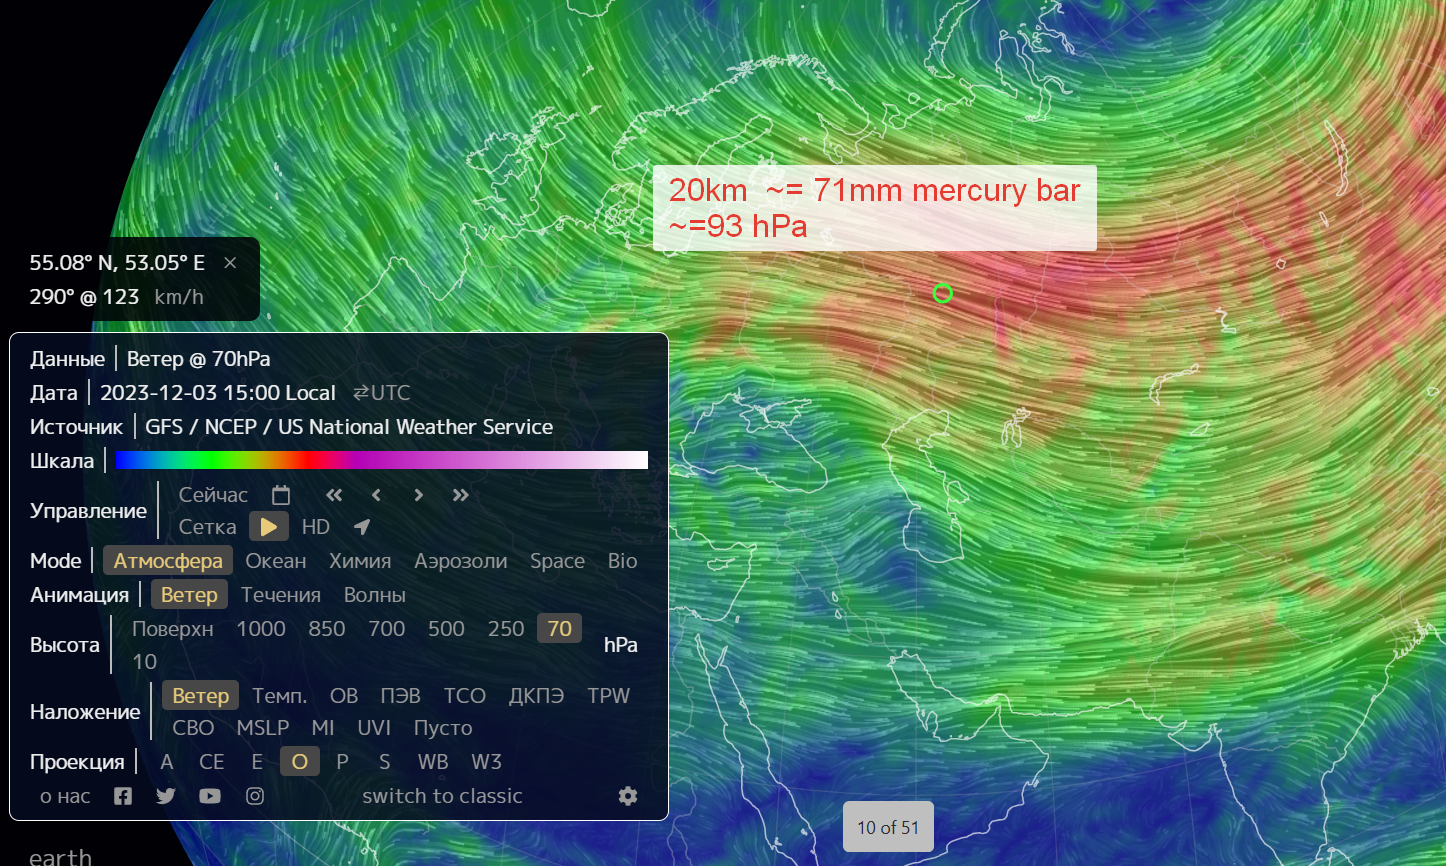 20km ~= 71mm mercury bar
~=93 hPa
55.08° N, 53.05° E ×
290° @ 123 km/h
Данные | Ветер @ 70hPa
Дата | 2023-12-03 15:00 Local ⇄UTC
Источник | GFS / NCEP / US National Weather Service
Шкала |
Управление | Сейчас « ‹ › »
Сетка HD
Mode | Атмосфера Океан Химия Аэрозоли Space Bio
Анимация | Ветер Течения Волны
Высота | Поверхн 1000 850 700 500 250 70 hPa
10
Наложение | Ветер Темп. ОВ ПЭВ ТСО ДКПЭ TPW
СВО MSLP MI UVI Пусто
Проекция | A CE E O P S WB W3
о нас switch to classic
earth
10 of 51